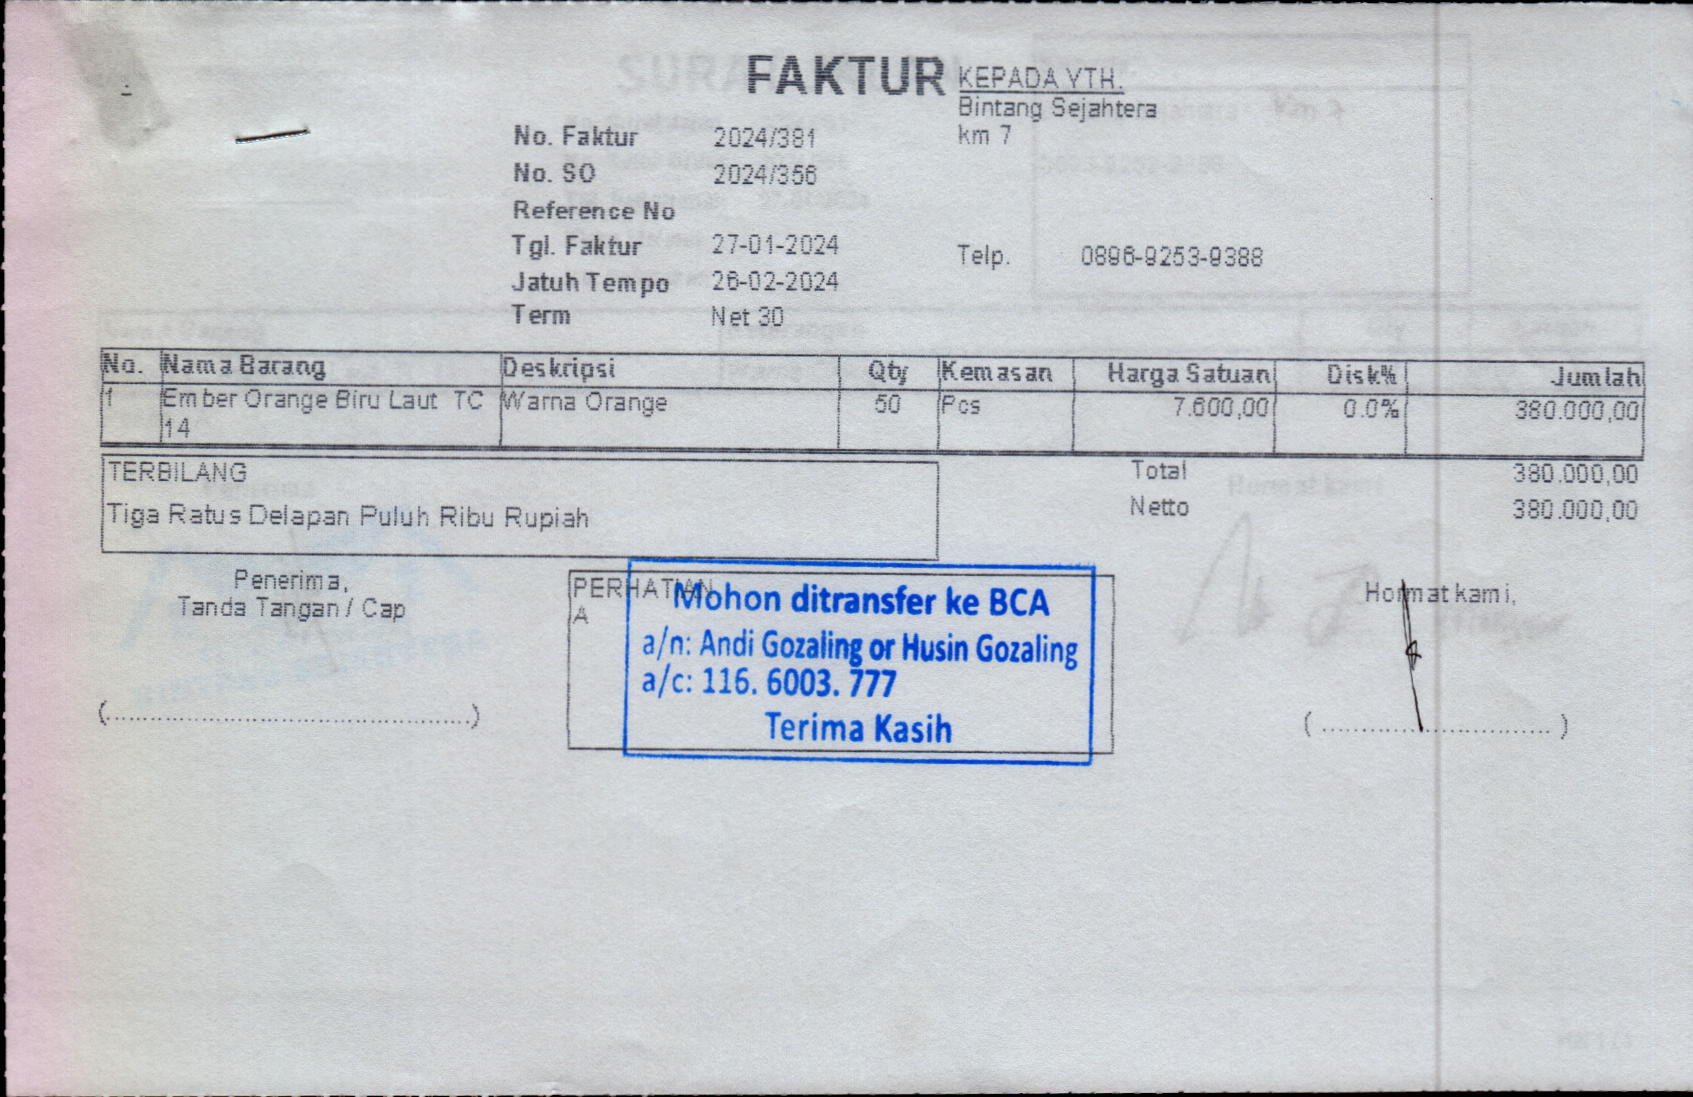 FAKTUR
KEPADA YTH.
Bintang Sejahtera
km 7
No. Faktur 2024/381
No. SO 2024/356
Reference No
Tgl. Faktur 27-01-2024
Telp. 0896-9253-9388
Jatuh Tempo 26-02-2024
Term Net 30
No. Nama Barang Deskripsi Qty Kemasan Harga Satuan Disk% Jumlah
1 Ember Orange Biru Laut TC Warna Orange 50 Pcs 7.600,00 0.0% 380.000,00
14
TERBILANG
Tiga Ratus Delapan Puluh Ribu Rupiah
Total 380.000,00
Netto 380.000,00
Penerima,
Tanda Tangan / Cap
(................................................)
PERHATIAN
A
Mohon ditransfer ke BCA
a/n: Andi Gozaling or Husin Gozaling
a/c: 116. 6003. 777
Terima Kasih
Hormat kami,
( .............................. )